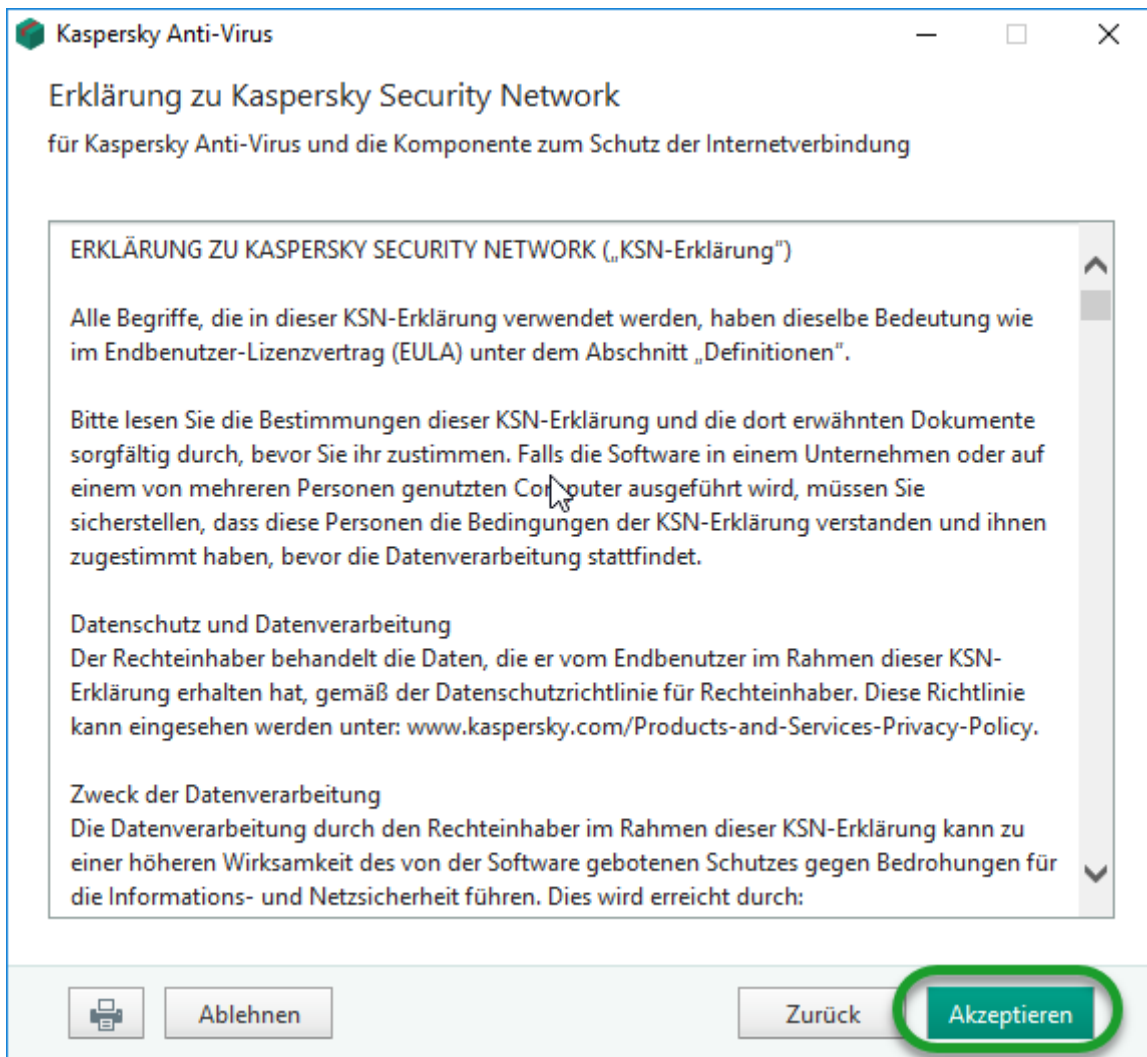 Kaspersky Anti-Virus
Erklärung zu Kaspersky Security Network
für Kaspersky Anti-Virus und die Komponente zum Schutz der Internetverbindung
ERKLÄRUNG ZU KASPERSKY SECURITY NETWORK („KSN-Erklärung“)
Alle Begriffe, die in dieser KSN-Erklärung verwendet werden, haben dieselbe Bedeutung wie
im Endbenutzer-Lizenzvertrag (EULA) unter dem Abschnitt „Definitionen“.
Bitte lesen Sie die Bestimmungen dieser KSN-Erklärung und die dort erwähnten Dokumente
sorgfältig durch, bevor Sie ihr zustimmen. Falls die Software in einem Unternehmen oder auf
einem von mehreren Personen genutzten Computer ausgeführt wird, müssen Sie
sicherstellen, dass diese Personen die Bedingungen der KSN-Erklärung verstanden und ihnen
zugestimmt haben, bevor die Datenverarbeitung stattfindet.
Datenschutz und Datenverarbeitung
Der Rechteinhaber behandelt die Daten, die er vom Endbenutzer im Rahmen dieser KSN-
Erklärung erhalten hat, gemäß der Datenschutzrichtlinie für Rechteinhaber. Diese Richtlinie
kann eingesehen werden unter: www.kaspersky.com/Products-and-Services-Privacy-Policy.
Zweck der Datenverarbeitung
Die Datenverarbeitung durch den Rechteinhaber im Rahmen dieser KSN-Erklärung kann zu
einer höheren Wirksamkeit des von der Software gebotenen Schutzes gegen Bedrohungen für
die Informations- und Netzsicherheit führen. Dies wird erreicht durch:
Ablehnen
Zurück
Akzeptieren